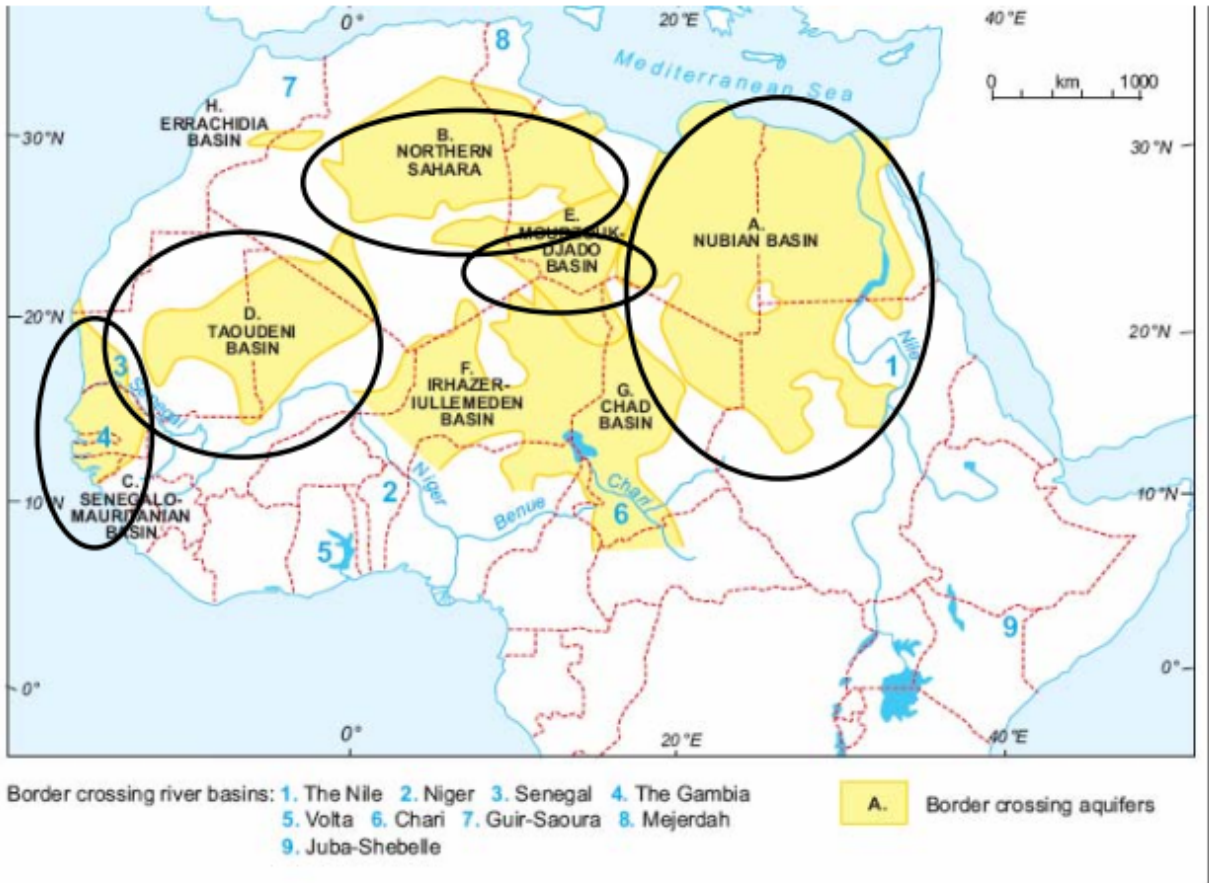 0°
20°E
40°E
8
Mediterranean Sea
0 km 1000
7
H.
ERRACHIDIA
BASIN
30°N
B.
NORTHERN
SAHARA
30°N
E.
MOURZOUK-
DJADO
BASIN
A.
NUBIAN BASIN
20°N
D.
TAOUDENI
BASIN
20°N
3
Senegal
F.
IRHAZER-
IULLEMEDEN
BASIN
G.
CHAD
BASIN
Nile
1
4
C.
SENEGALO-
MAURITANIAN
BASIN
10°N
2
Niger
Benue
Chari
6
10°N
5
9
0°
0°
0°
20°E
40°E
Border crossing river basins: 1. The Nile 2. Niger 3. Senegal 4. The Gambia
5. Volta 6. Chari 7. Guir-Saoura 8. Mejerdah
9. Juba-Shebelle
A. Border crossing aquifers